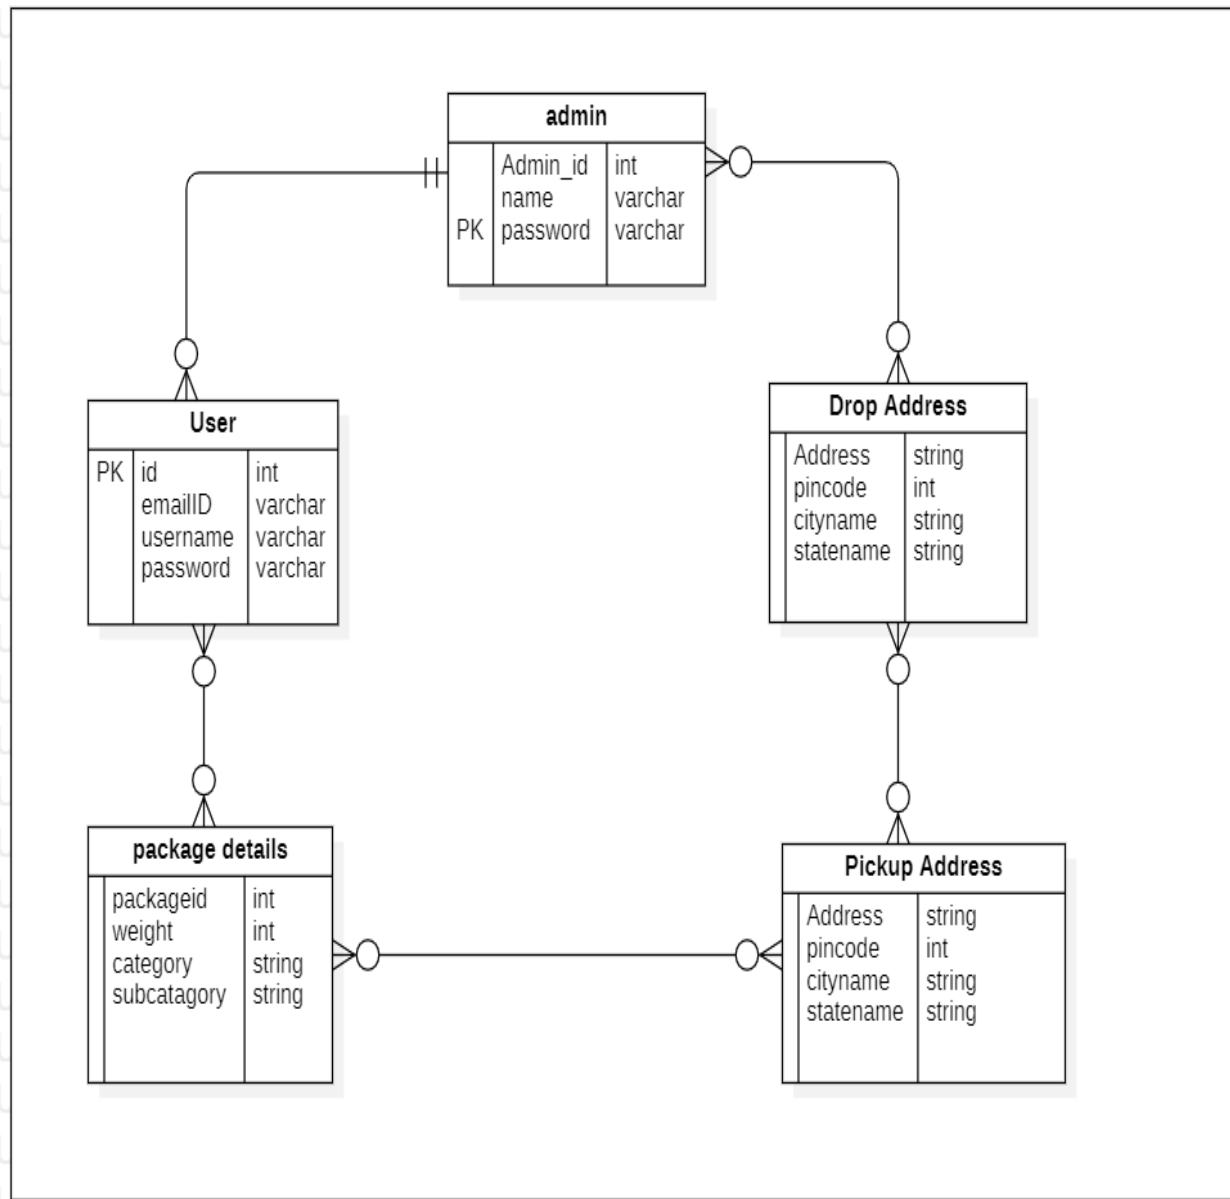 admin
Admin_id int
name varchar
PK password varchar
User
PK id int
emailID varchar
username varchar
password varchar
Drop Address
Address string
pincode int
cityname string
statename string
package details
packageid int
weight int
category string
subcatagory string
Pickup Address
Address string
pincode int
cityname string
statename string